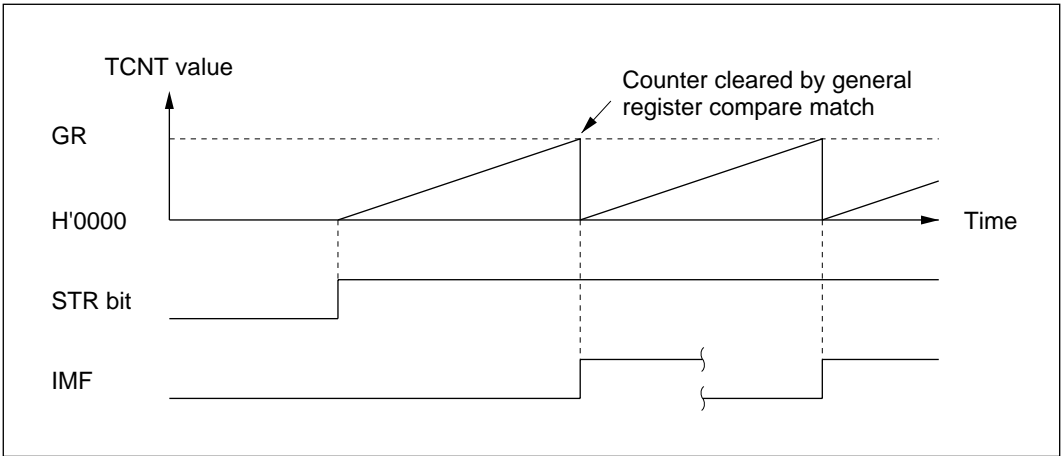 TCNT value
Counter cleared by general
register compare match
GR
H'0000
Time
STR bit
IMF